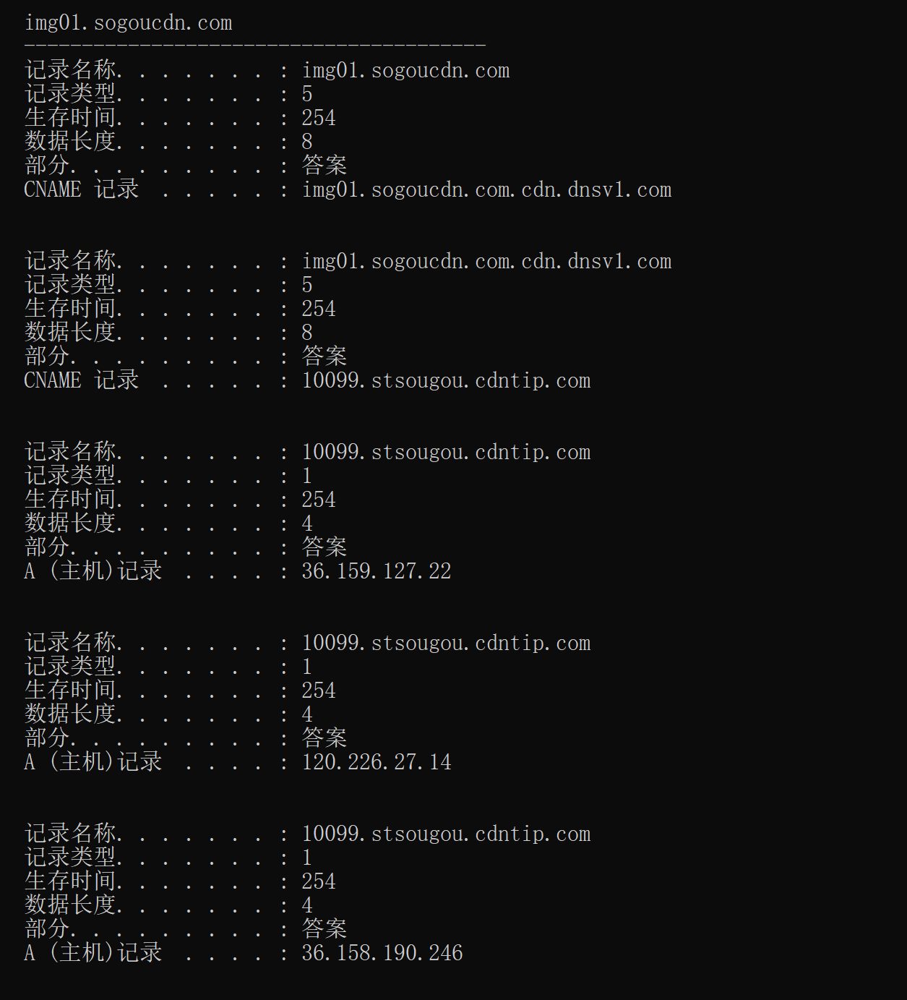 img01.sogoucdn.com
----------------------------------------
记录名称. . . . . . . : img01.sogoucdn.com
记录类型. . . . . . . : 5
生存时间. . . . . . . : 254
数据长度. . . . . . . : 8
部分. . . . . . . . . : 答案
CNAME 记录  . . . . . : img01.sogoucdn.com.cdn.dnsv1.com
记录名称. . . . . . . : img01.sogoucdn.com.cdn.dnsv1.com
记录类型. . . . . . . : 5
生存时间. . . . . . . : 254
数据长度. . . . . . . : 8
部分. . . . . . . . . : 答案
CNAME 记录  . . . . . : 10099.stsougou.cdntip.com
记录名称. . . . . . . : 10099.stsougou.cdntip.com
记录类型. . . . . . . : 1
生存时间. . . . . . . : 254
数据长度. . . . . . . : 4
部分. . . . . . . . . : 答案
A (主机)记录  . . . . : 36.159.127.22
记录名称. . . . . . . : 10099.stsougou.cdntip.com
记录类型. . . . . . . : 1
生存时间. . . . . . . : 254
数据长度. . . . . . . : 4
部分. . . . . . . . . : 答案
A (主机)记录  . . . . : 120.226.27.14
记录名称. . . . . . . : 10099.stsougou.cdntip.com
记录类型. . . . . . . : 1
生存时间. . . . . . . : 254
数据长度. . . . . . . : 4
部分. . . . . . . . . : 答案
A (主机)记录  . . . . : 36.158.190.246